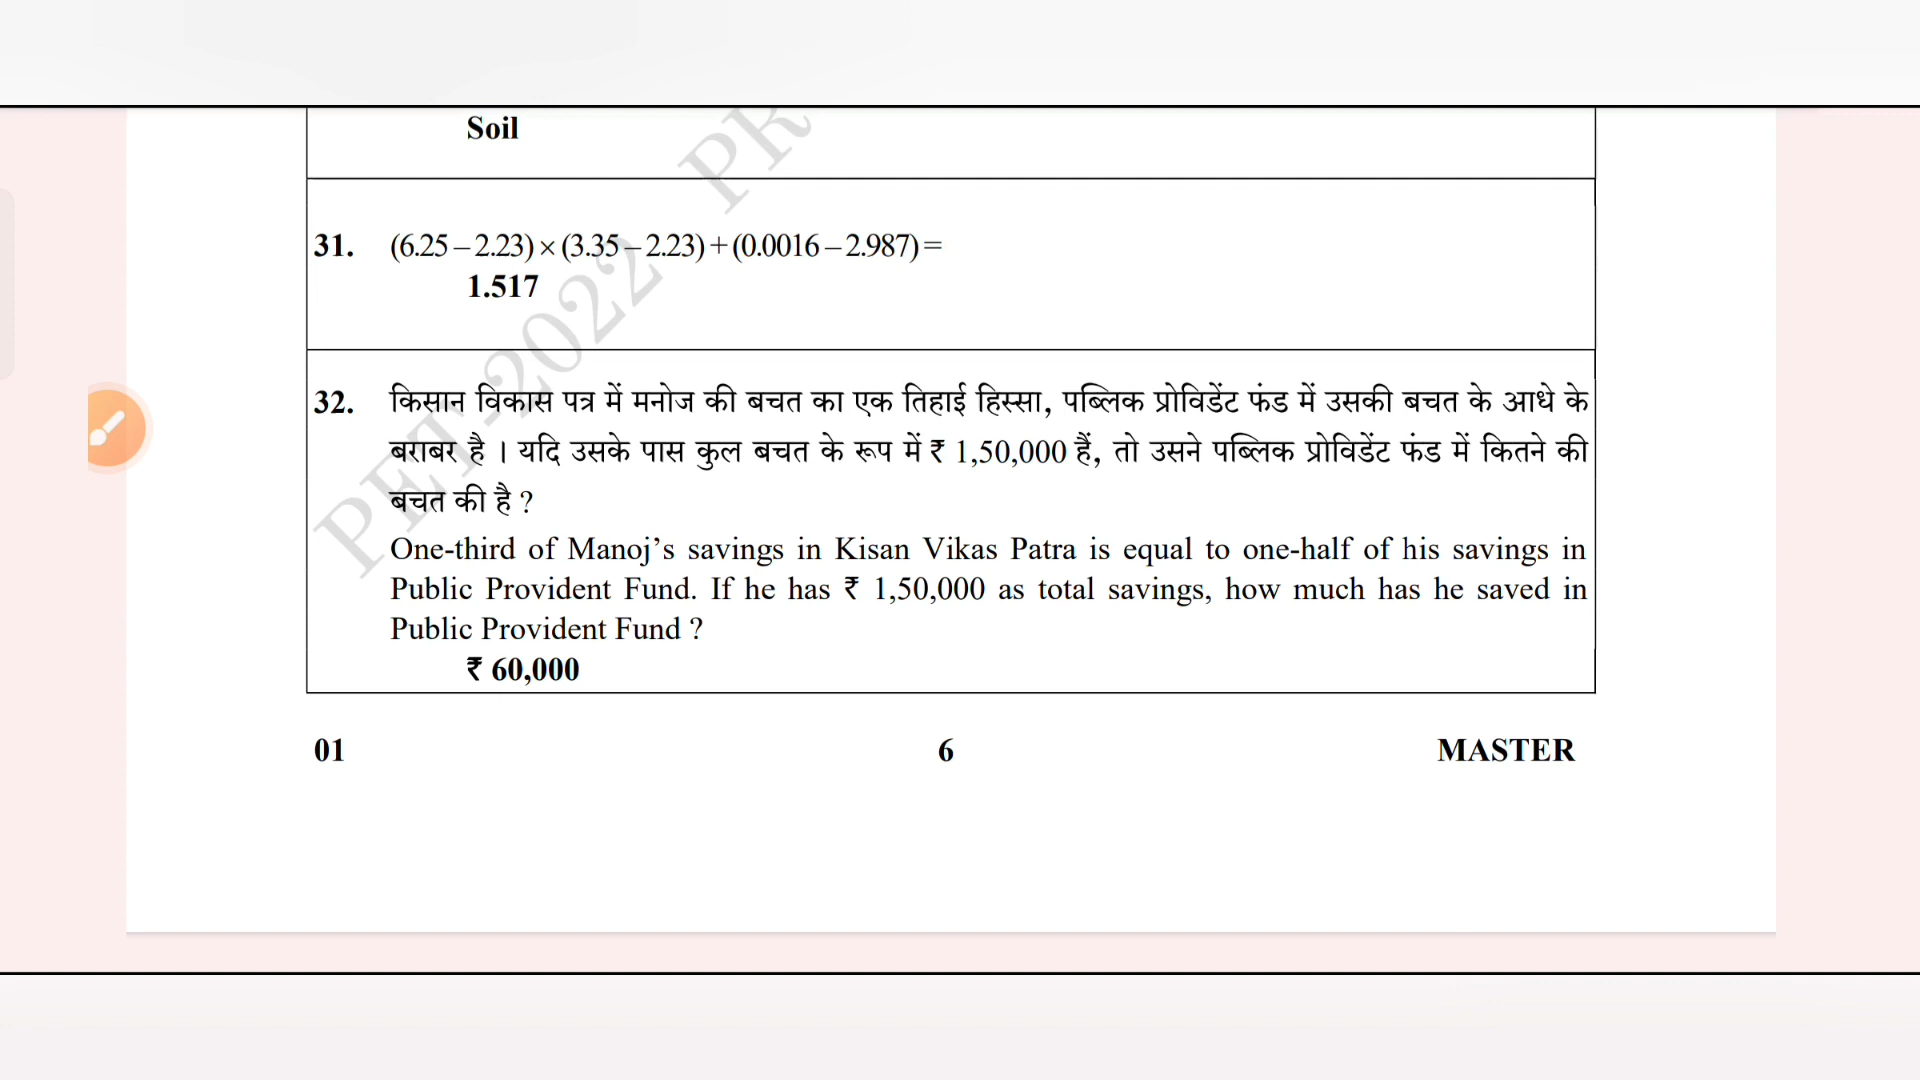 Soil
31. (6.25 – 2.23) × (3.35 – 2.23) + (0.0016 – 2.987) =
1.517
32. किसान विकास पत्र में मनोज की बचत का एक तिहाई हिस्सा, पब्लिक प्रोविडेंट फंड में उसकी बचत के आधे के
बराबर है । यदि उसके पास कुल बचत के रूप में ₹ 1,50,000 हैं, तो उसने पब्लिक प्रोविडेंट फंड में कितने की
बचत की है ?
One-third of Manoj’s savings in Kisan Vikas Patra is equal to one-half of his savings in
Public Provident Fund. If he has ₹ 1,50,000 as total savings, how much has he saved in
Public Provident Fund ?
₹ 60,000
01 6 MASTER
PET-2022 PR